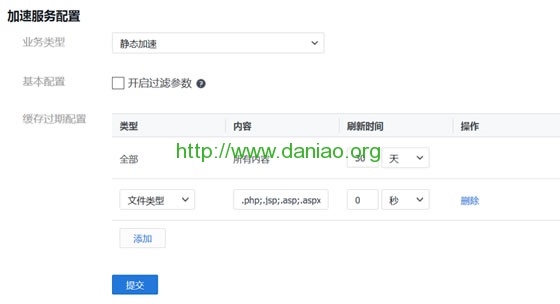 加速服务配置
业务类型 静态加速
基本配置 开启过滤参数 ?
缓存过期配置
类型 内容 刷新时间 操作
全部 所有内容 30 天
http://www.daniao.org
文件类型 .php;.jsp;.asp;.aspx 0 秒 删除
添加
提交